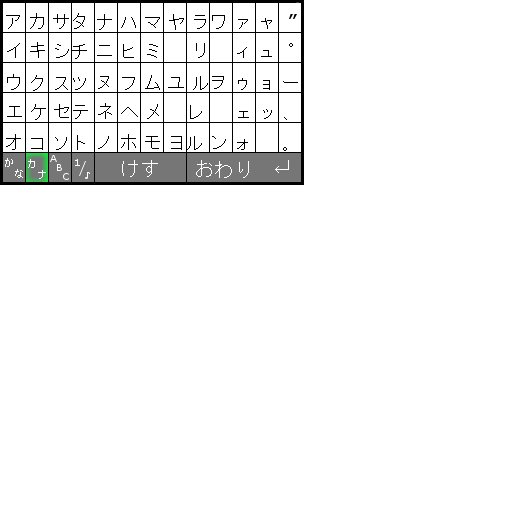 ア カ サ タ ナ ハ マ ヤ ラ ワ ァ ャ ゛
イ キ シ チ ニ ヒ ミ リ ィ ュ ゜
ウ ク ス ツ ヌ フ ム ユ ル ヲ ゥ ョ ー
エ ケ セ テ ネ ヘ メ レ ェ ッ 、
オ コ ソ ト ノ ホ モ ヨ ル ン ォ 。
かな カナ ABC 1/♪ けす おわり ↵